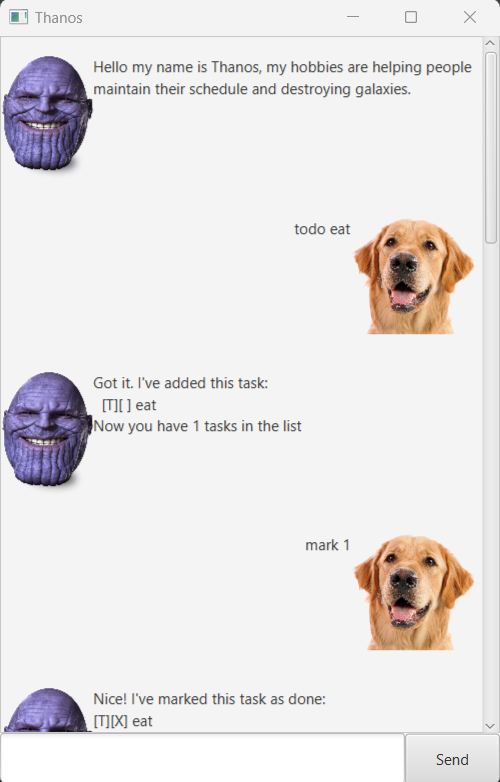 Thanos
Hello my name is Thanos, my hobbies are helping people
maintain their schedule and destroying galaxies.
todo eat
Got it. I've added this task:
[T][ ] eat
Now you have 1 tasks in the list
mark 1
Nice! I've marked this task as done:
[T][X] eat
Send